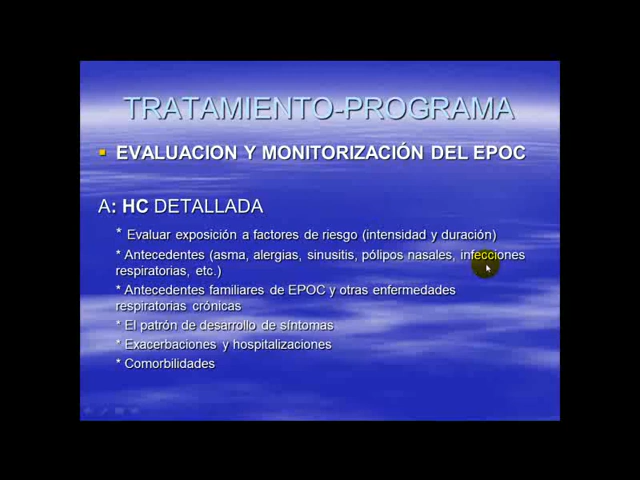 TRATAMIENTO-PROGRAMA
EVALUACION Y MONITORIZACIÓN DEL EPOC
A: HC DETALLADA
* Evaluar exposición a factores de riesgo (intensidad y duración)
* Antecedentes (asma, alergias, sinusitis, pólipos nasales, infecciones
respiratorias, etc.)
* Antecedentes familiares de EPOC y otras enfermedades
respiratorias crónicas
* El patrón de desarrollo de síntomas
* Exacerbaciones y hospitalizaciones
* Comorbilidades